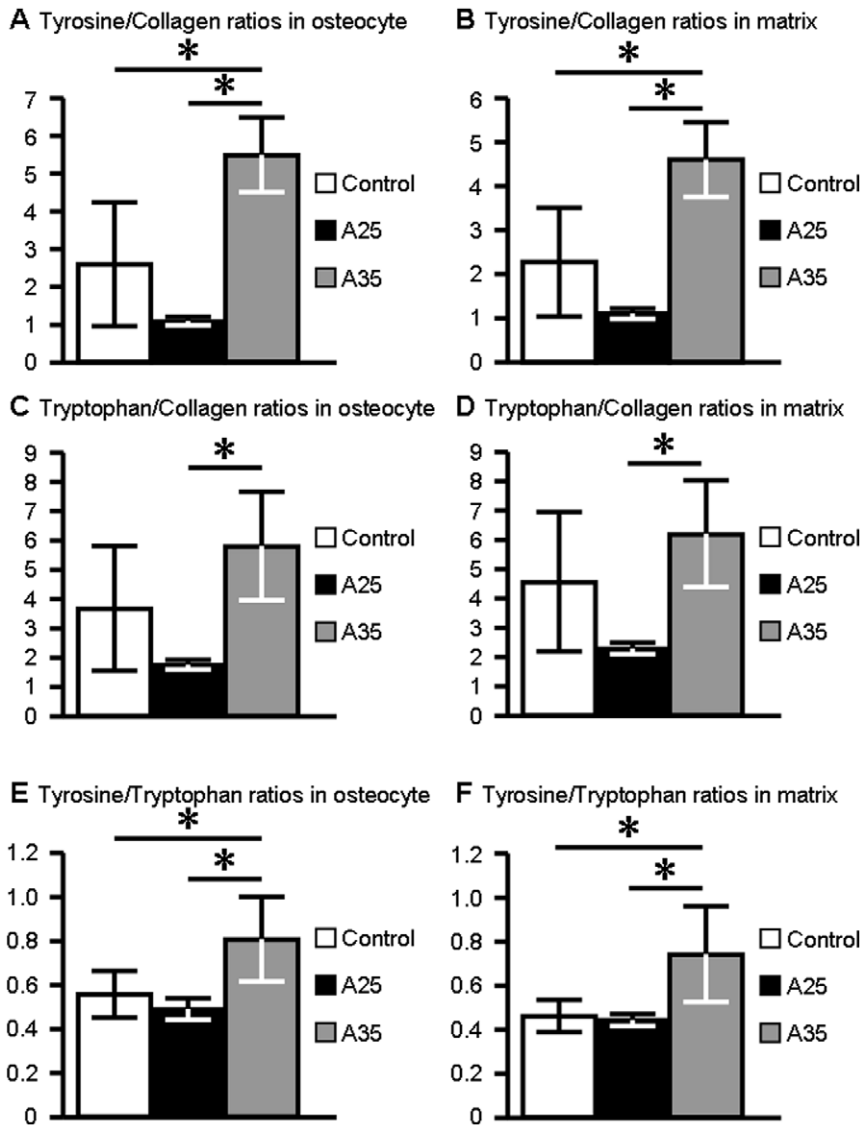 A Tyrosine/Collagen ratios in osteocyte
*
*
7
6
5
4
3
2
1
0
Control
A25
A35
B Tyrosine/Collagen ratios in matrix
*
*
6
5
4
3
2
1
0
Control
A25
A35
C Tryptophan/Collagen ratios in osteocyte
*
9
8
7
6
5
4
3
2
1
0
Control
A25
A35
D Tryptophan/Collagen ratios in matrix
*
9
8
7
6
5
4
3
2
1
0
Control
A25
A35
E Tyrosine/Tryptophan ratios in osteocyte
*
*
1.2
1.0
0.8
0.6
0.4
0.2
0
Control
A25
A35
F Tyrosine/Tryptophan ratios in matrix
*
*
1.2
1.0
0.8
0.6
0.4
0.2
0
Control
A25
A35